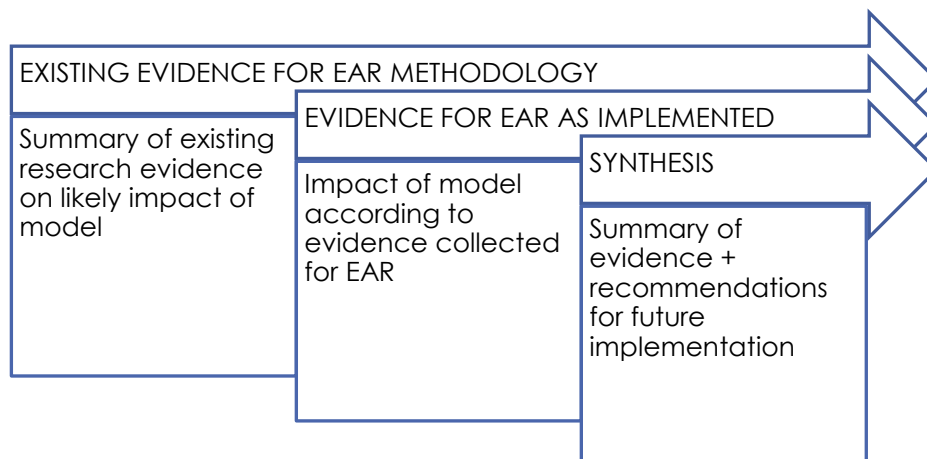 EXISTING EVIDENCE FOR EAR METHODOLOGY
Summary of existing
research evidence
on likely impact of
model
EVIDENCE FOR EAR AS IMPLEMENTED
Impact of model
according to
evidence collected
for EAR
SYNTHESIS
Summary of
evidence +
recommendations
for future
implementation